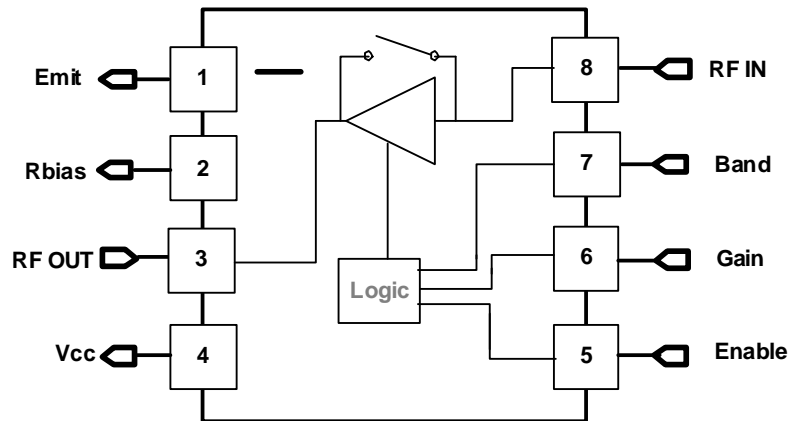 Emit 1 8 RF IN
Rbias 2 7 Band
RF OUT 3 6 Gain
Logic
Vcc 4 5 Enable